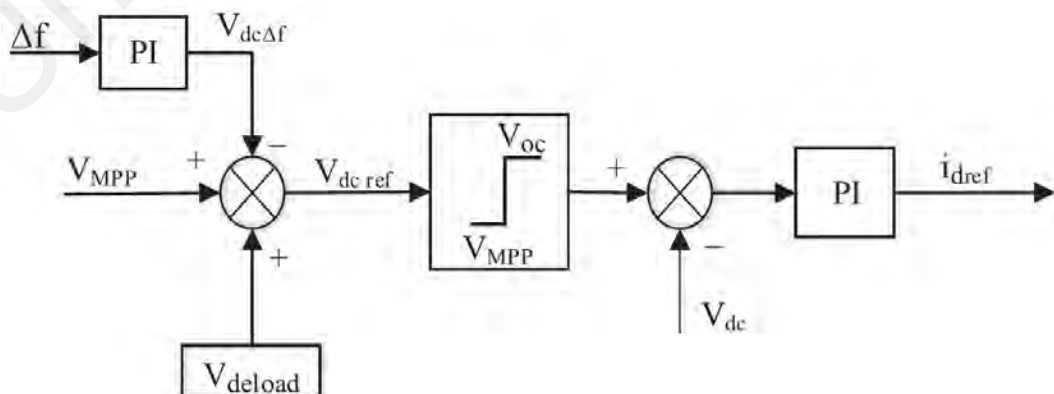 Δf
PI
V_dcΔf
−
V_MPP
+
V_dc ref
+
V_deload
V_oc
V_MPP
+
−
V_dc
PI
i_dref